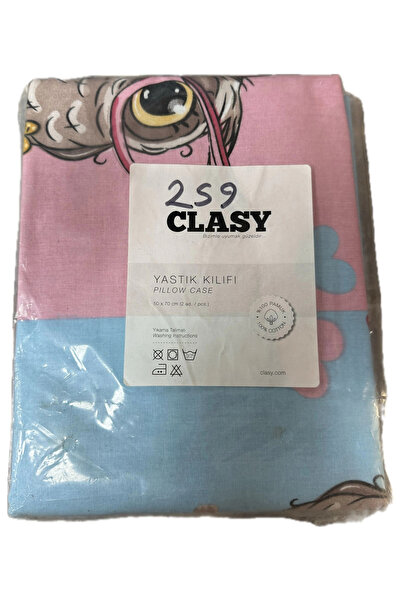 259
CLASY
Bizimle uyumak güzeldir
YASTIK KILIFI
PILLOW CASE
50 x 70 cm (2 ad. / pcs.)
%100 PAMUK
100% COTTON
Yıkama Talimatı
Washing Instructions
clasy.com